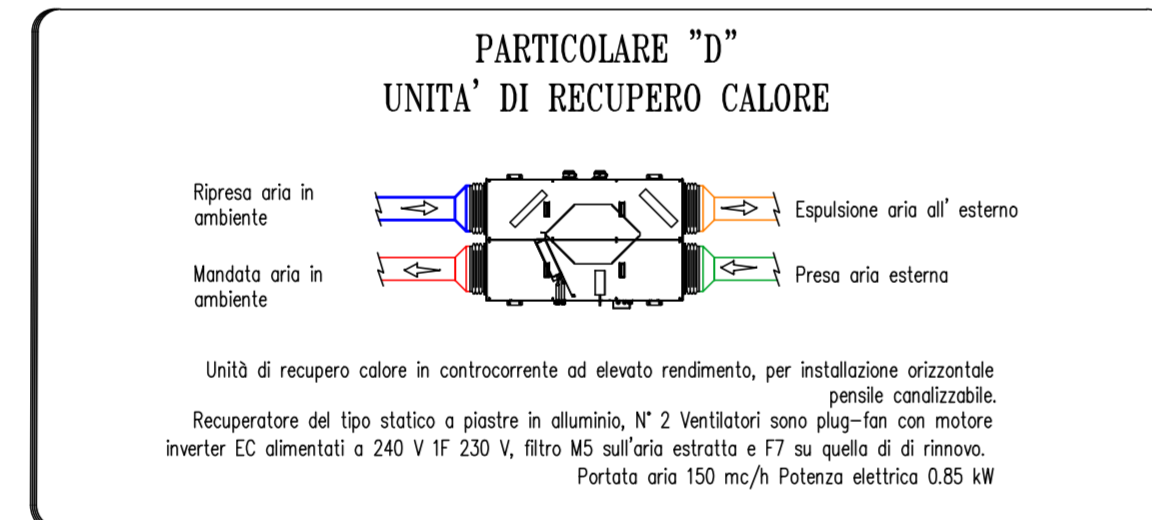 PARTICOLARE "D"
UNITA' DI RECUPERO CALORE
Ripresa aria in
ambiente
Espulsione aria all' esterno
Mandata aria in
ambiente
Presa aria esterna
Unità di recupero calore in controcorrente ad elevato rendimento, per installazione orizzontale
pensile canalizzabile.
Recuperatore del tipo statico a piastre in alluminio, N° 2 Ventilatori sono plug-fan con motore
inverter EC alimentati a 240 V 1F 230 V, filtro M5 sull'aria estratta e F7 su quella di di rinnovo.
Portata aria 150 mc/h Potenza elettrica 0.85 kW